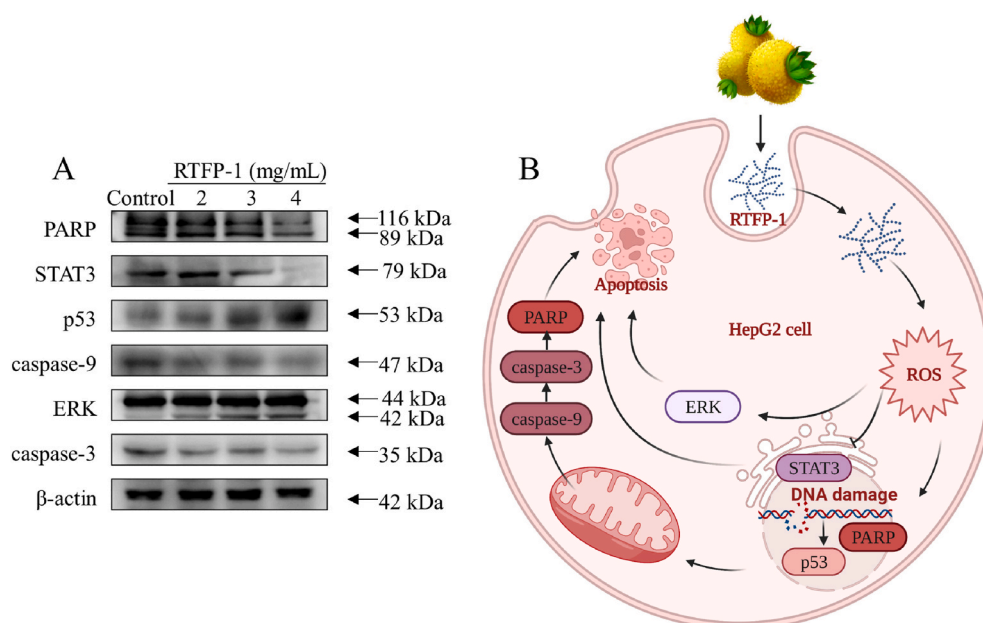 A
RTFP-1 (mg/mL)
Control 2 3 4
PARP 116 kDa
89 kDa
STAT3 79 kDa
p53 53 kDa
caspase-9 47 kDa
ERK 44 kDa
42 kDa
caspase-3 35 kDa
β-actin 42 kDa
B
RTFP-1
Apoptosis
PARP
HepG2 cell
caspase-3
ROS
ERK
caspase-9
STAT3
DNA damage
PARP
p53